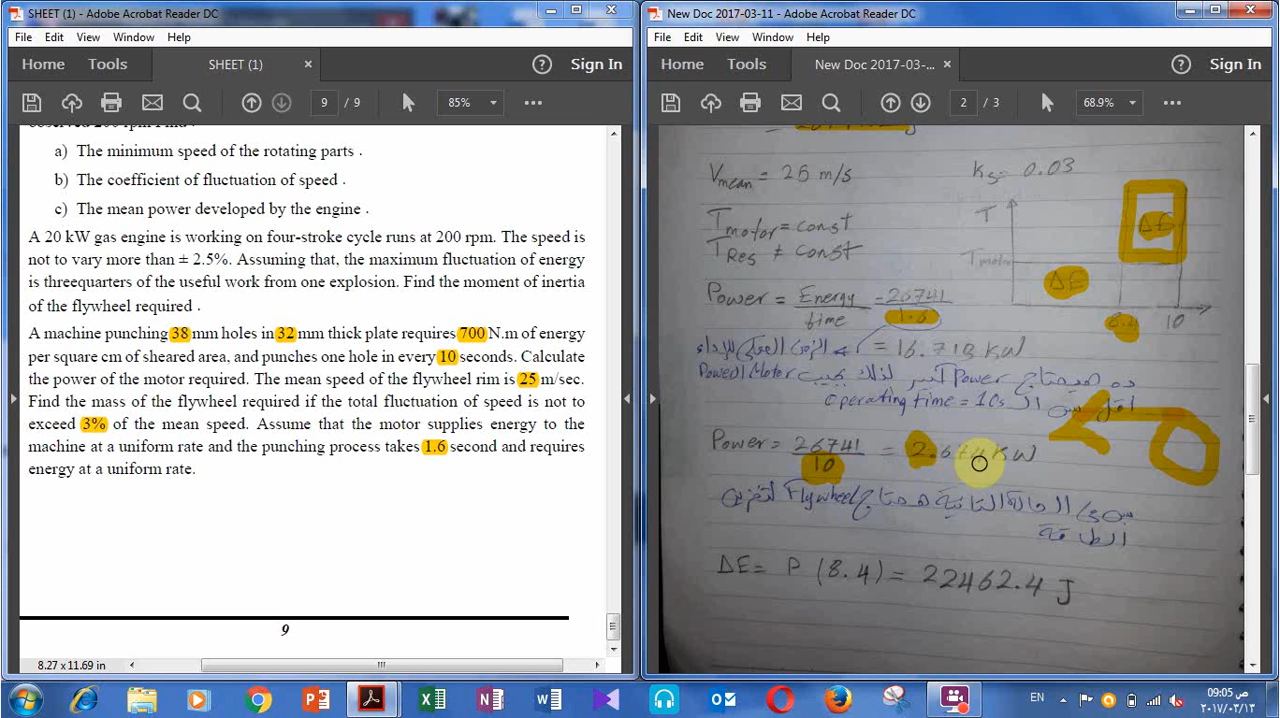 SHEET (1) - Adobe Acrobat Reader DC
File Edit View Window Help
Home Tools SHEET (1) × Sign In
9 / 9 85%
a) The minimum speed of the rotating parts .
b) The coefficient of fluctuation of speed .
c) The mean power developed by the engine .
A 20 kW gas engine is working on four-stroke cycle runs at 200 rpm. The speed is
not to vary more than ± 2.5%. Assuming that, the maximum fluctuation of energy
is threequarters of the useful work from one explosion. Find the moment of inertia
of the flywheel required .
A machine punching 38 mm holes in 32 mm thick plate requires 700 N.m of energy
per square cm of sheared area, and punches one hole in every 10 seconds. Calculate
the power of the motor required. The mean speed of the flywheel rim is 25 m/sec.
Find the mass of the flywheel required if the total fluctuation of speed is not to
exceed 3% of the mean speed. Assume that the motor supplies energy to the
machine at a uniform rate and the punching process takes 1.6 second and requires
energy at a uniform rate.
9
8.27 x 11.69 in
New Doc 2017-03-11 - Adobe Acrobat Reader DC
File Edit View Window Help
Home Tools New Doc 2017-03-... × Sign In
2 / 3 68.9%
Vmean = 25 m/s Ks = 0.03
T
Tmotor = const
TRes ≠ const
Tmotor
ΔE
ΔE
8.4 10
Power = Energy/time = 26741/1.6
= 16.713 KW
Power Motor
operating time = 10s
Power = 26741/10 = 2.674 KW
Flywheel
الطاقة
ΔE = P (8.4) = 22462.4 J
EN
09:05 ص
٢٠١٧/٠٣/١٣